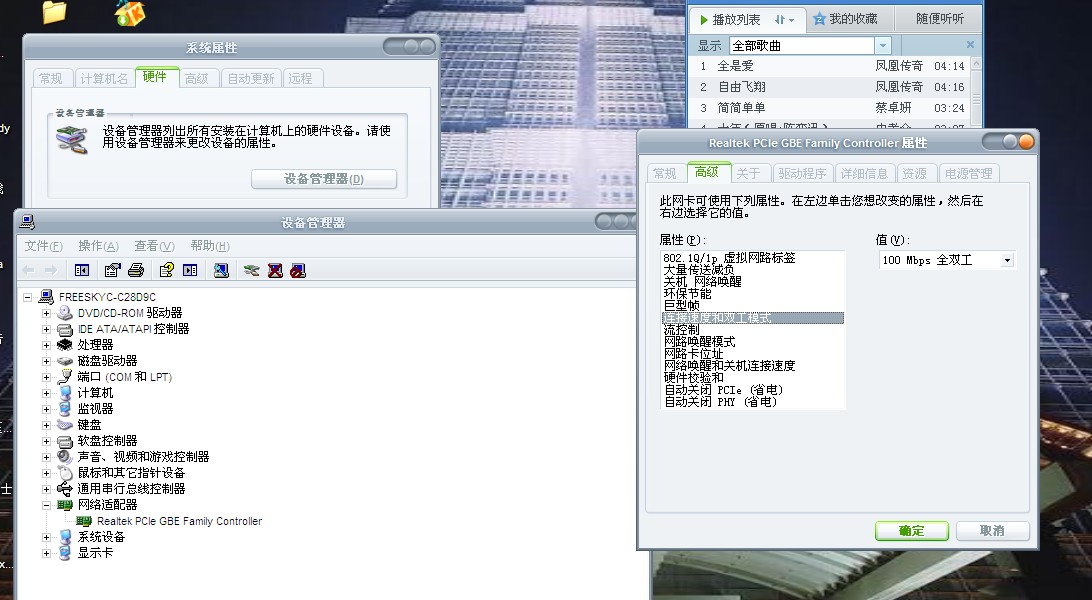 系统属性
常规 计算机名 硬件 高级 自动更新 远程
设备管理器
设备管理器列出所有安装在计算机上的硬件设备。请使
用设备管理器来更改设备的属性。
设备管理器(D)
播放列表 我的收藏 随便听听
显示 全部歌曲
1 全是爱 凤凰传奇 04:14
2 自由飞翔 凤凰传奇 04:16
3 简简单单 蔡卓妍 03:24
设备管理器
文件(F) 操作(A) 查看(V) 帮助(H)
FREESKYC-C28D9C
DVD/CD-ROM 驱动器
IDE ATA/ATAPI 控制器
处理器
磁盘驱动器
端口 (COM 和 LPT)
计算机
监视器
键盘
软盘控制器
声音、视频和游戏控制器
鼠标和其它指针设备
通用串行总线控制器
网络适配器
Realtek PCIe GBE Family Controller
系统设备
显示卡
Realtek PCIe GBE Family Controller 属性
常规 高级 关于 驱动程序 详细信息 资源 电源管理
此网卡可使用下列属性。在左边单击您想改变的属性，然后在
右边选择它的值。
属性(P):
802.1Q/1p 虚拟网路标签
大量传送减负
关机 网络唤醒
环保节能
巨型帧
连接速度和双工模式
流控制
网路唤醒模式
网路卡位址
网络唤醒和关机连接速度
硬件校验和
自动关闭 PCIe (省电)
自动关闭 PHY (省电)
值(V):
100 Mbps 全双工
确定 取消